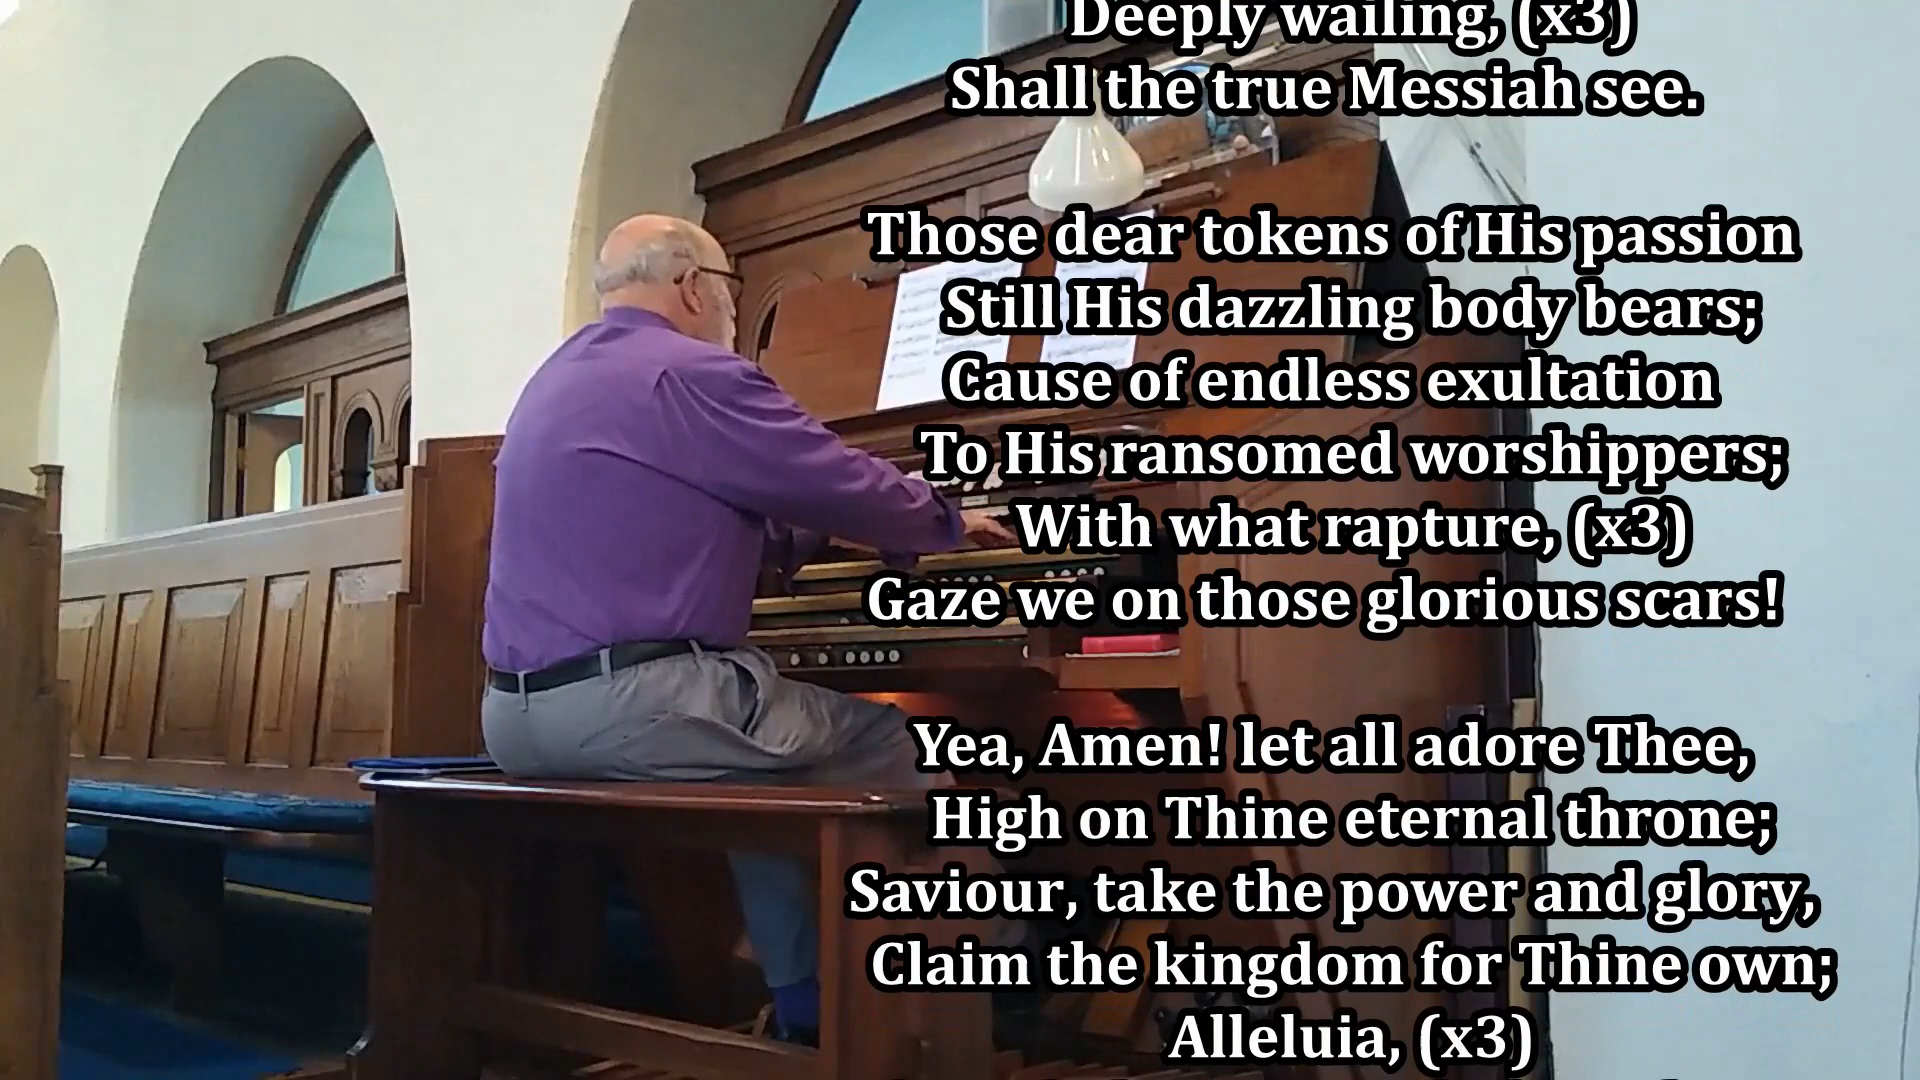 Deeply wailing, (x3)
Shall the true Messiah see.
Those dear tokens of His passion
Still His dazzling body bears;
Cause of endless exultation
To His ransomed worshippers;
With what rapture, (x3)
Gaze we on those glorious scars!
Yea, Amen! let all adore Thee,
High on Thine eternal throne;
Saviour, take the power and glory,
Claim the kingdom for Thine own;
Alleluia, (x3)